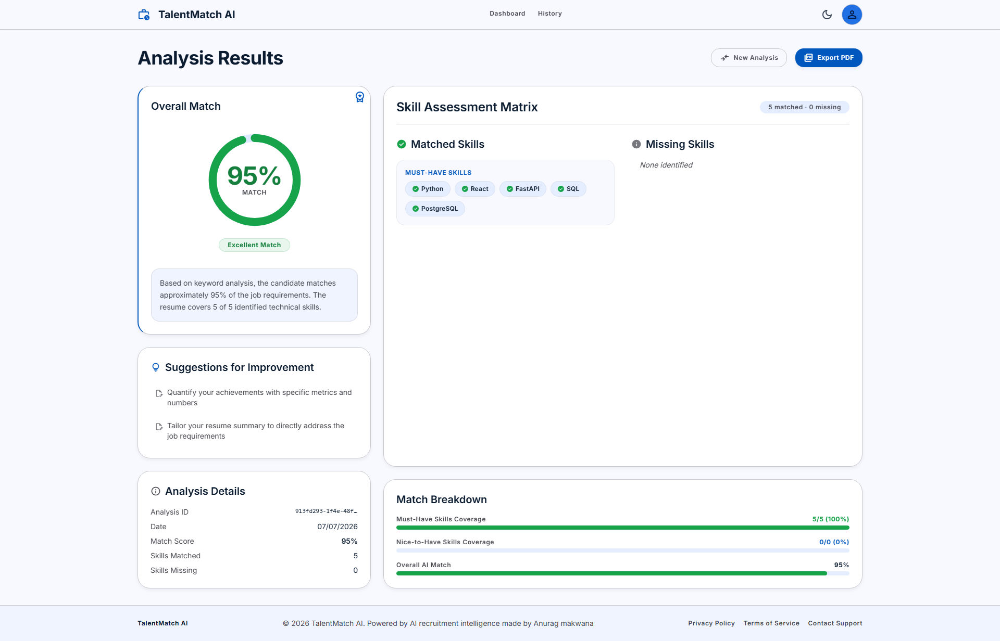 TalentMatch AI
Dashboard
History
Analysis Results
New Analysis
Export PDF
Overall Match
95%
MATCH
Excellent Match
Based on keyword analysis, the candidate matches
approximately 95% of the job requirements. The
resume covers 5 of 5 identified technical skills.
Suggestions for Improvement
Quantify your achievements with specific metrics and
numbers
Tailor your resume summary to directly address the
job requirements
Analysis Details
Analysis ID 913fd293-1f4e-48f…
Date 07/07/2026
Match Score 95%
Skills Matched 5
Skills Missing 0
Skill Assessment Matrix
5 matched · 0 missing
Matched Skills
MUST-HAVE SKILLS
Python React FastAPI SQL
PostgreSQL
Missing Skills
None identified
Match Breakdown
Must-Have Skills Coverage 5/5 (100%)
Nice-to-Have Skills Coverage 0/0 (0%)
Overall AI Match 95%
TalentMatch AI
© 2026 TalentMatch AI. Powered by AI recruitment intelligence made by Anurag makwana
Privacy Policy Terms of Service Contact Support